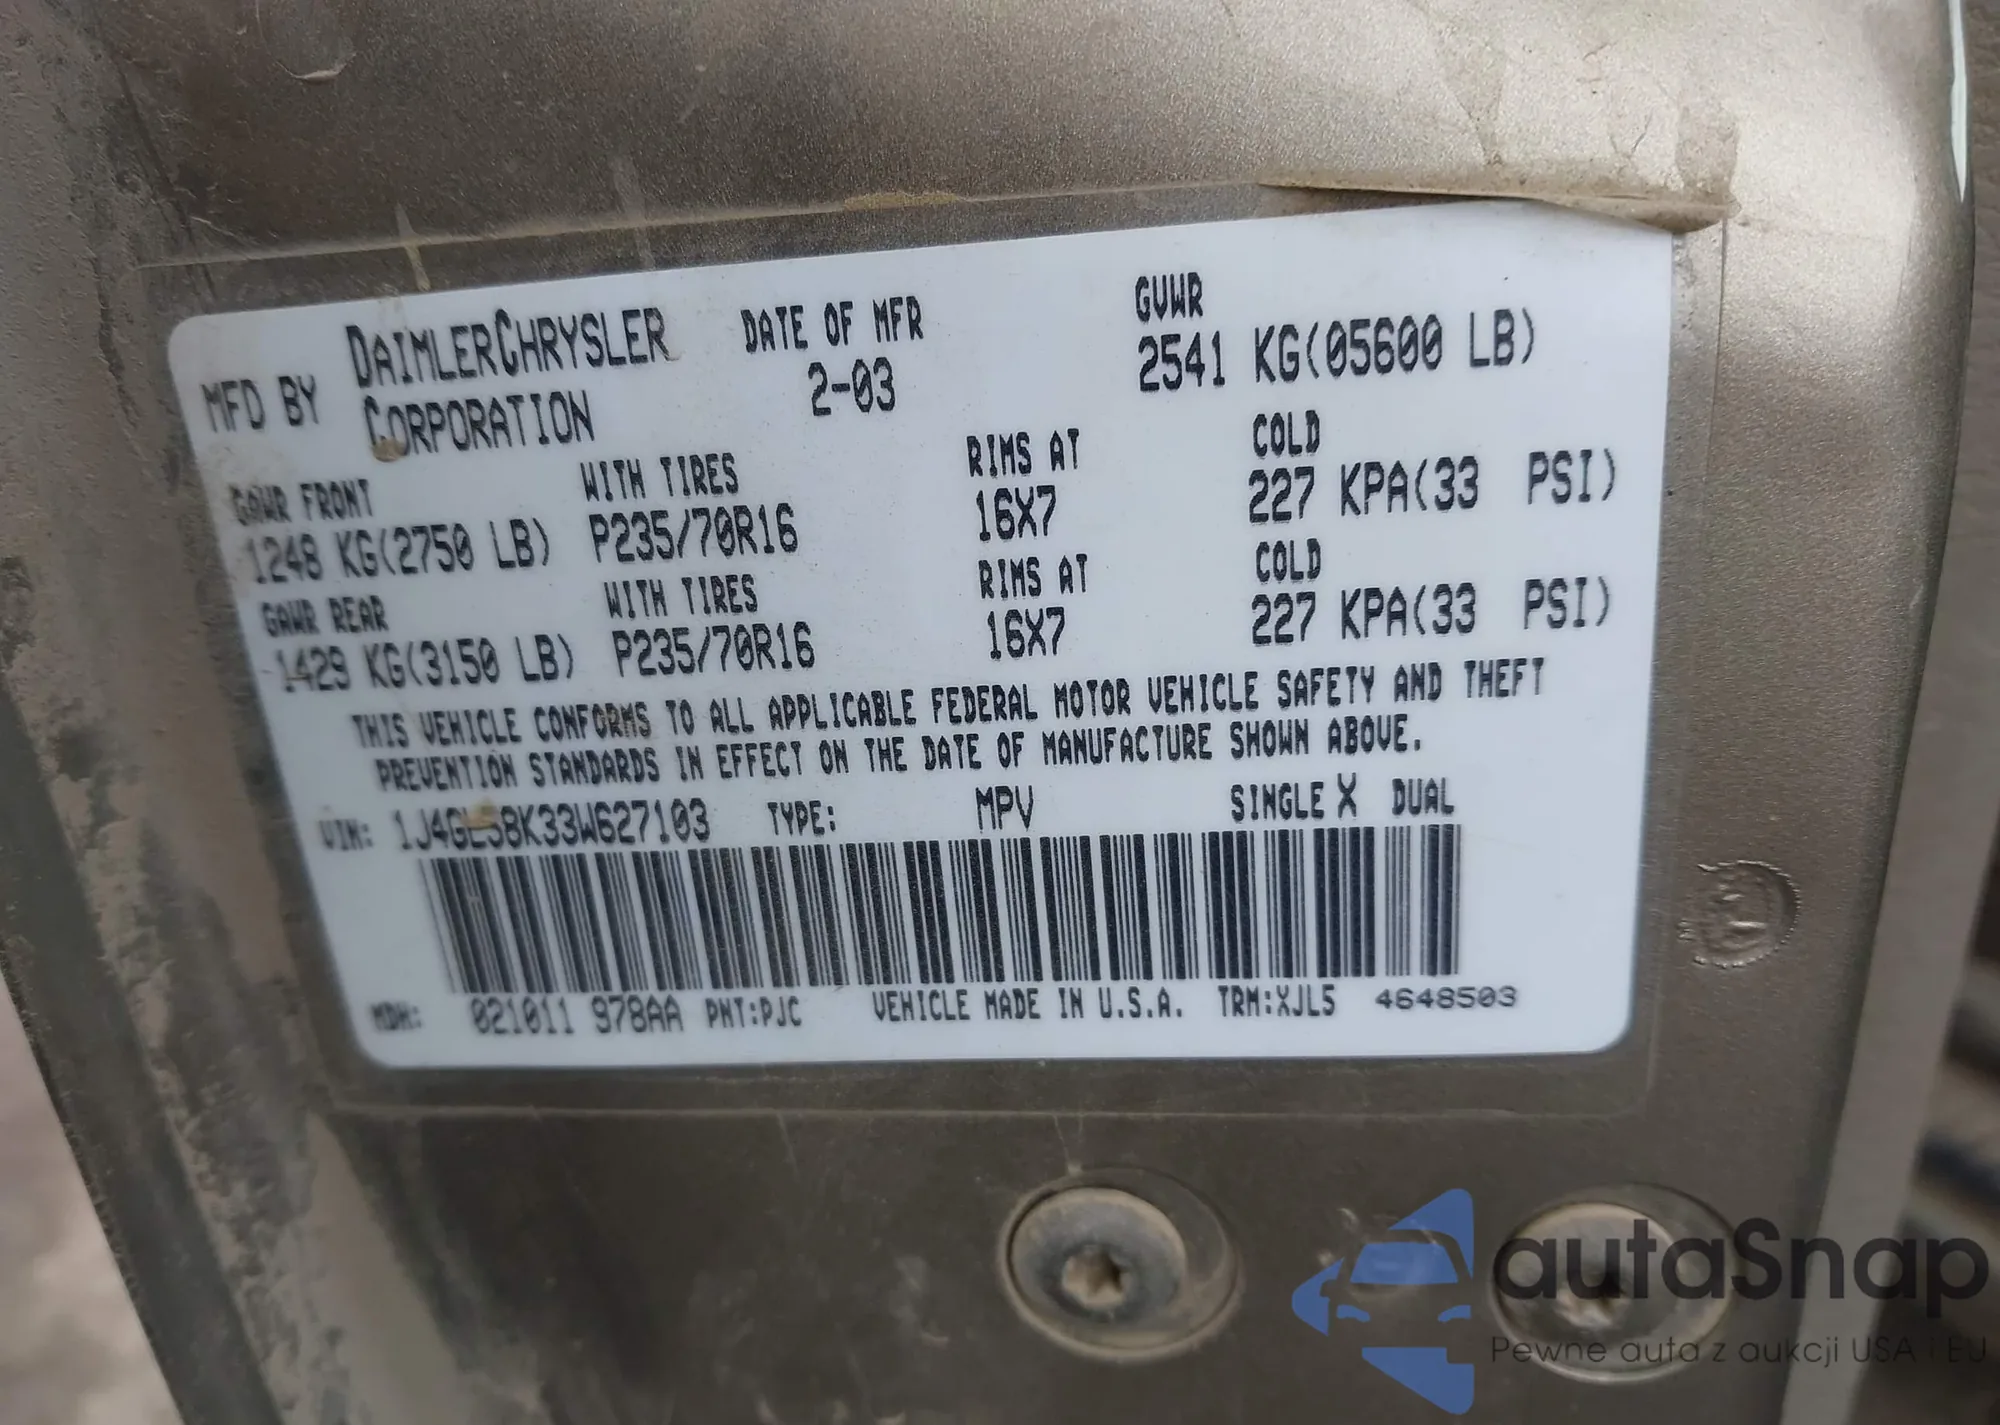 MFD BY DAIMLERCHRYSLER CORPORATION DATE OF MFR 2-03 GVWR 2541 KG(05600 LB)
GAWR FRONT WITH TIRES RIMS AT COLD
1248 KG(2750 LB) P235/70R16 16X7 227 KPA(33 PSI)
GAWR REAR WITH TIRES RIMS AT COLD
1429 KG(3150 LB) P235/70R16 16X7 227 KPA(33 PSI)
THIS VEHICLE CONFORMS TO ALL APPLICABLE FEDERAL MOTOR VEHICLE SAFETY AND THEFT
PREVENTION STANDARDS IN EFFECT ON THE DATE OF MANUFACTURE SHOWN ABOVE.
VIN: TYPE: MPV SINGLE X DUAL
MDH: 021011 978AA PNT:PJC VEHICLE MADE IN U.S.A. TRM:XJL5 4648503
autaSnap
Pewne auta z aukcji USA i EU